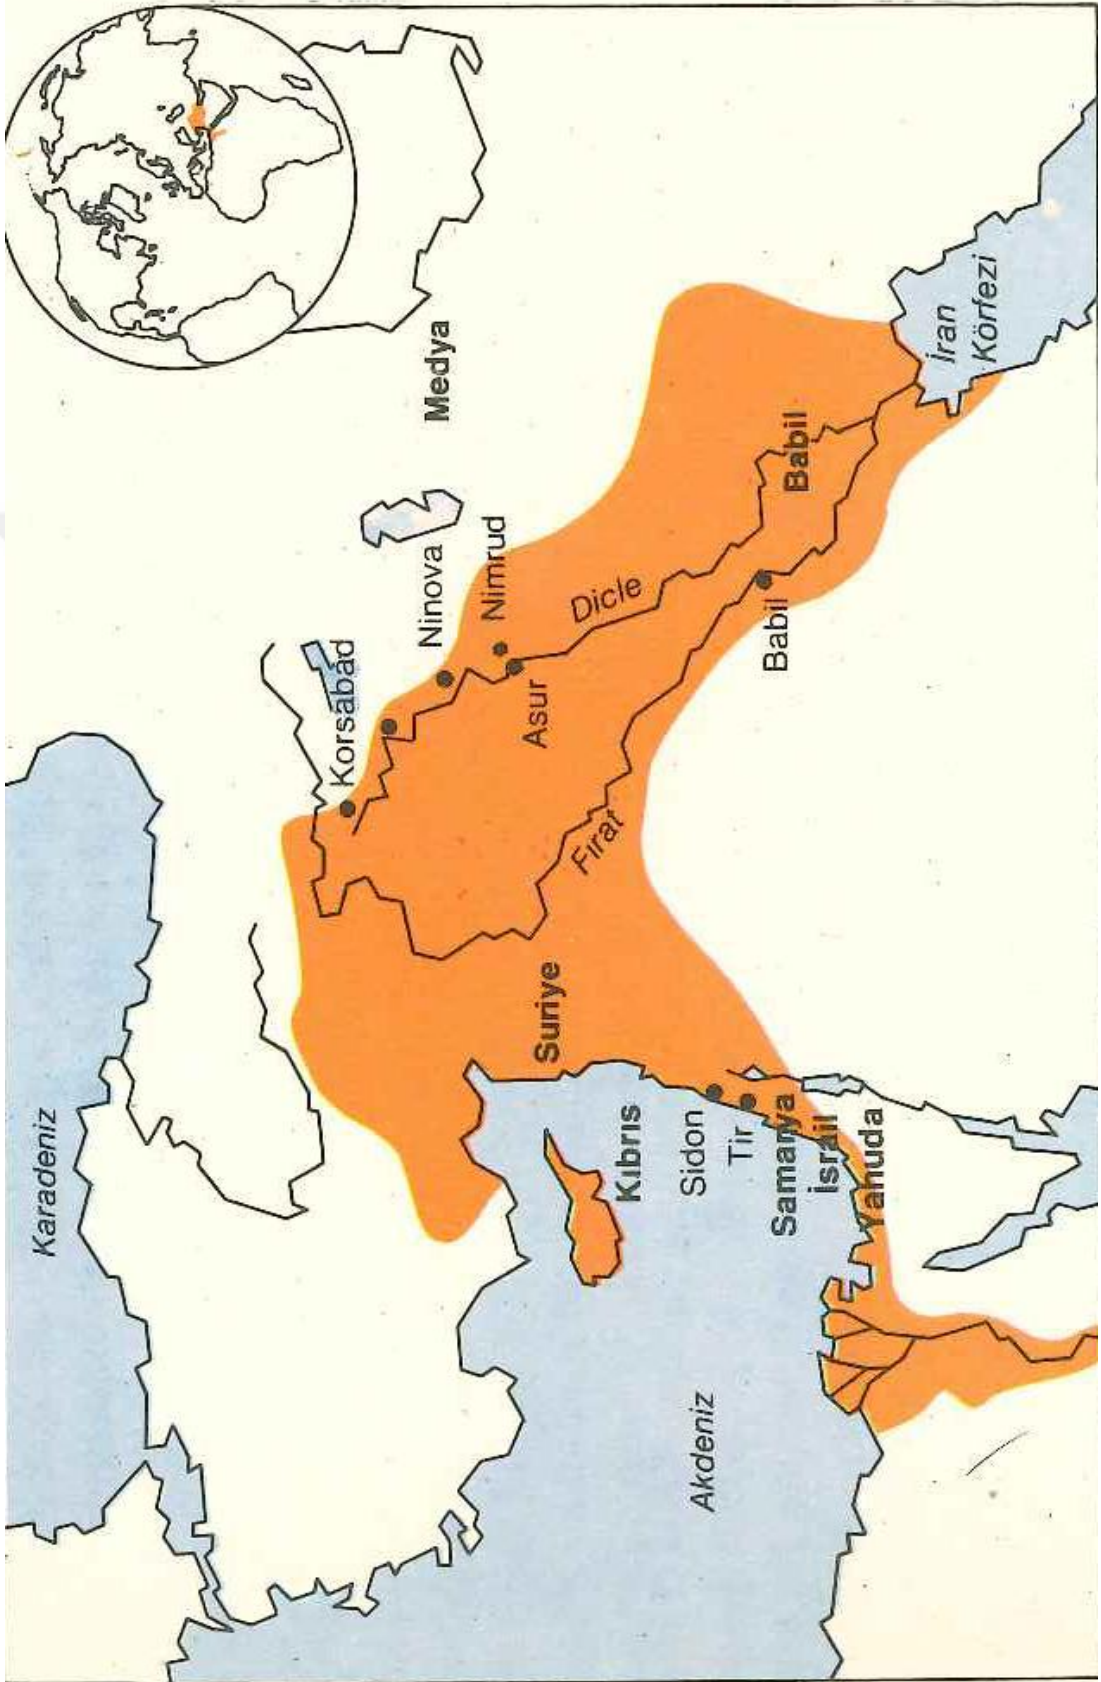 Karadeniz
Medya
Korsabad
Ninova
Nimrud
Asur
Dicle
Fırat
Babil
Babil
İran
Körfezi
Suriye
Kıbrıs
Sidon
Tir
Samarya
İsrail
Yahuda
Akdeniz